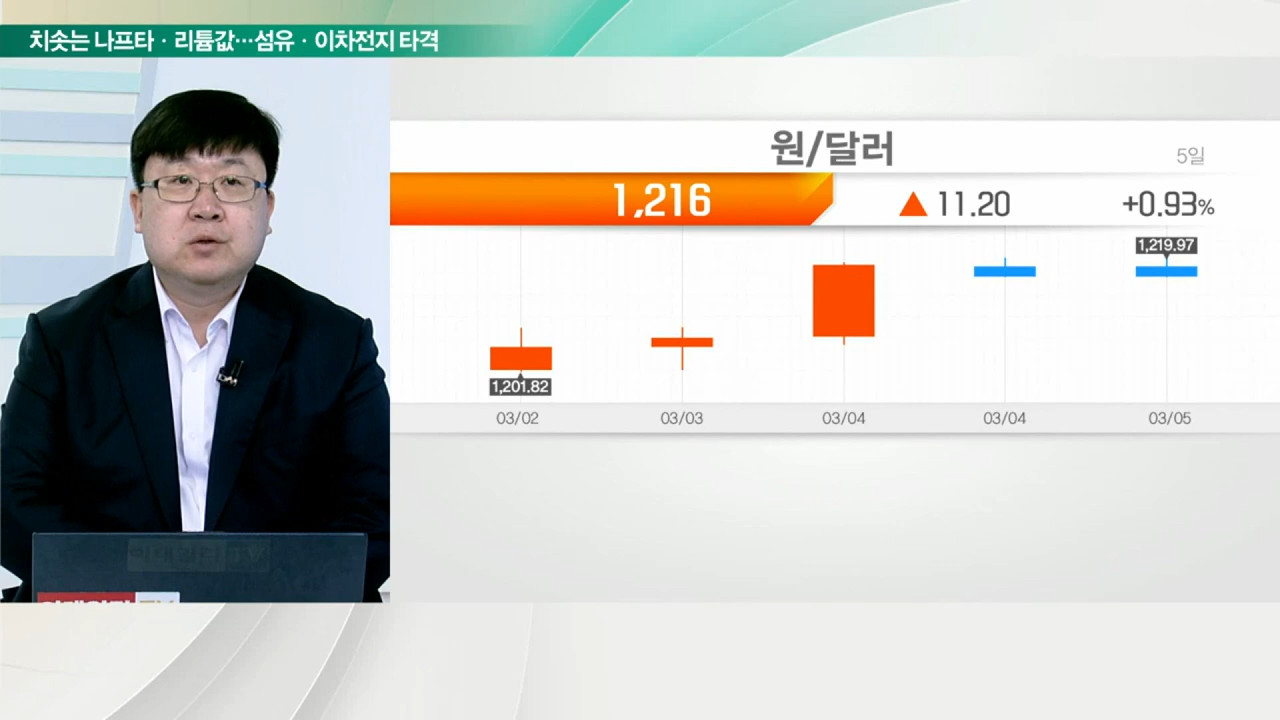 치솟는 나프타 · 리튬값…섬유 · 이차전지 타격
원/달러
5일
1,216 ▲ 11.20 +0.93%
1,219.97
1,201.82
03/02 03/03 03/04 03/04 03/05